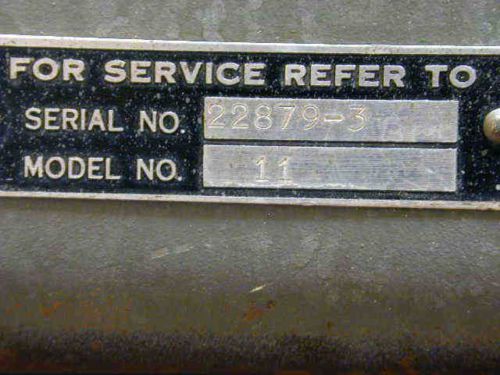 FOR SERVICE REFER TO
SERIAL NO. 22879-3
MODEL NO. 11